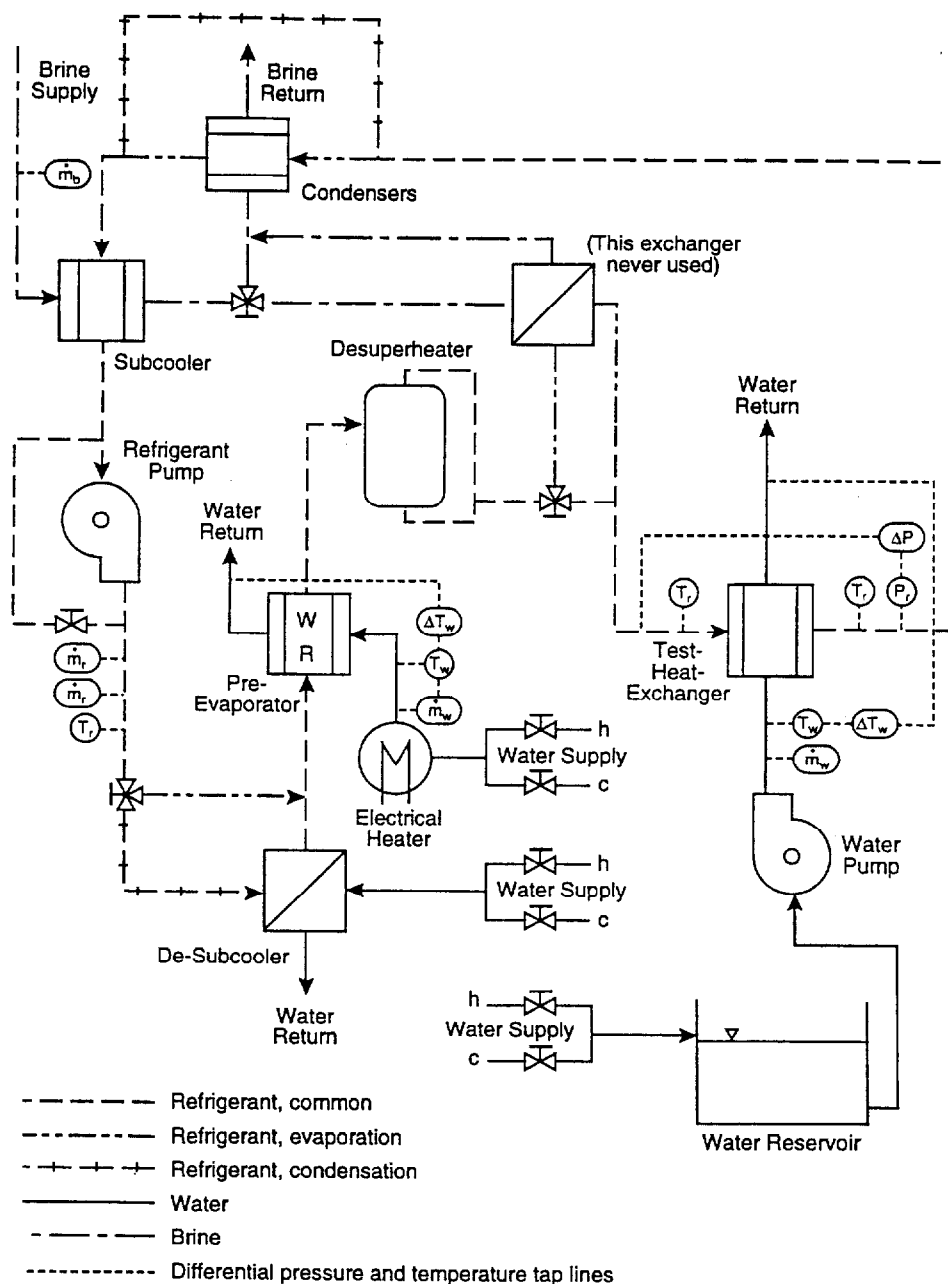 Brine
Supply
Brine
Return
ṁb
Condensers
(This exchanger
never used)
Subcooler
Desuperheater
Water
Return
Refrigerant
Pump
Water
Return
ΔP
Tr
Tr
Pr
W
R
ΔTw
Tw
ṁw
Test-
Heat-
Exchanger
ṁr
ṁr
Tr
Pre-
Evaporator
h
Water Supply
c
Tw
ΔTw
ṁw
Electrical
Heater
Water
Pump
h
Water Supply
c
De-Subcooler
Water
Return
h
Water Supply
c
Water Reservoir
Refrigerant, common
Refrigerant, evaporation
Refrigerant, condensation
Water
Brine
Differential pressure and temperature tap lines